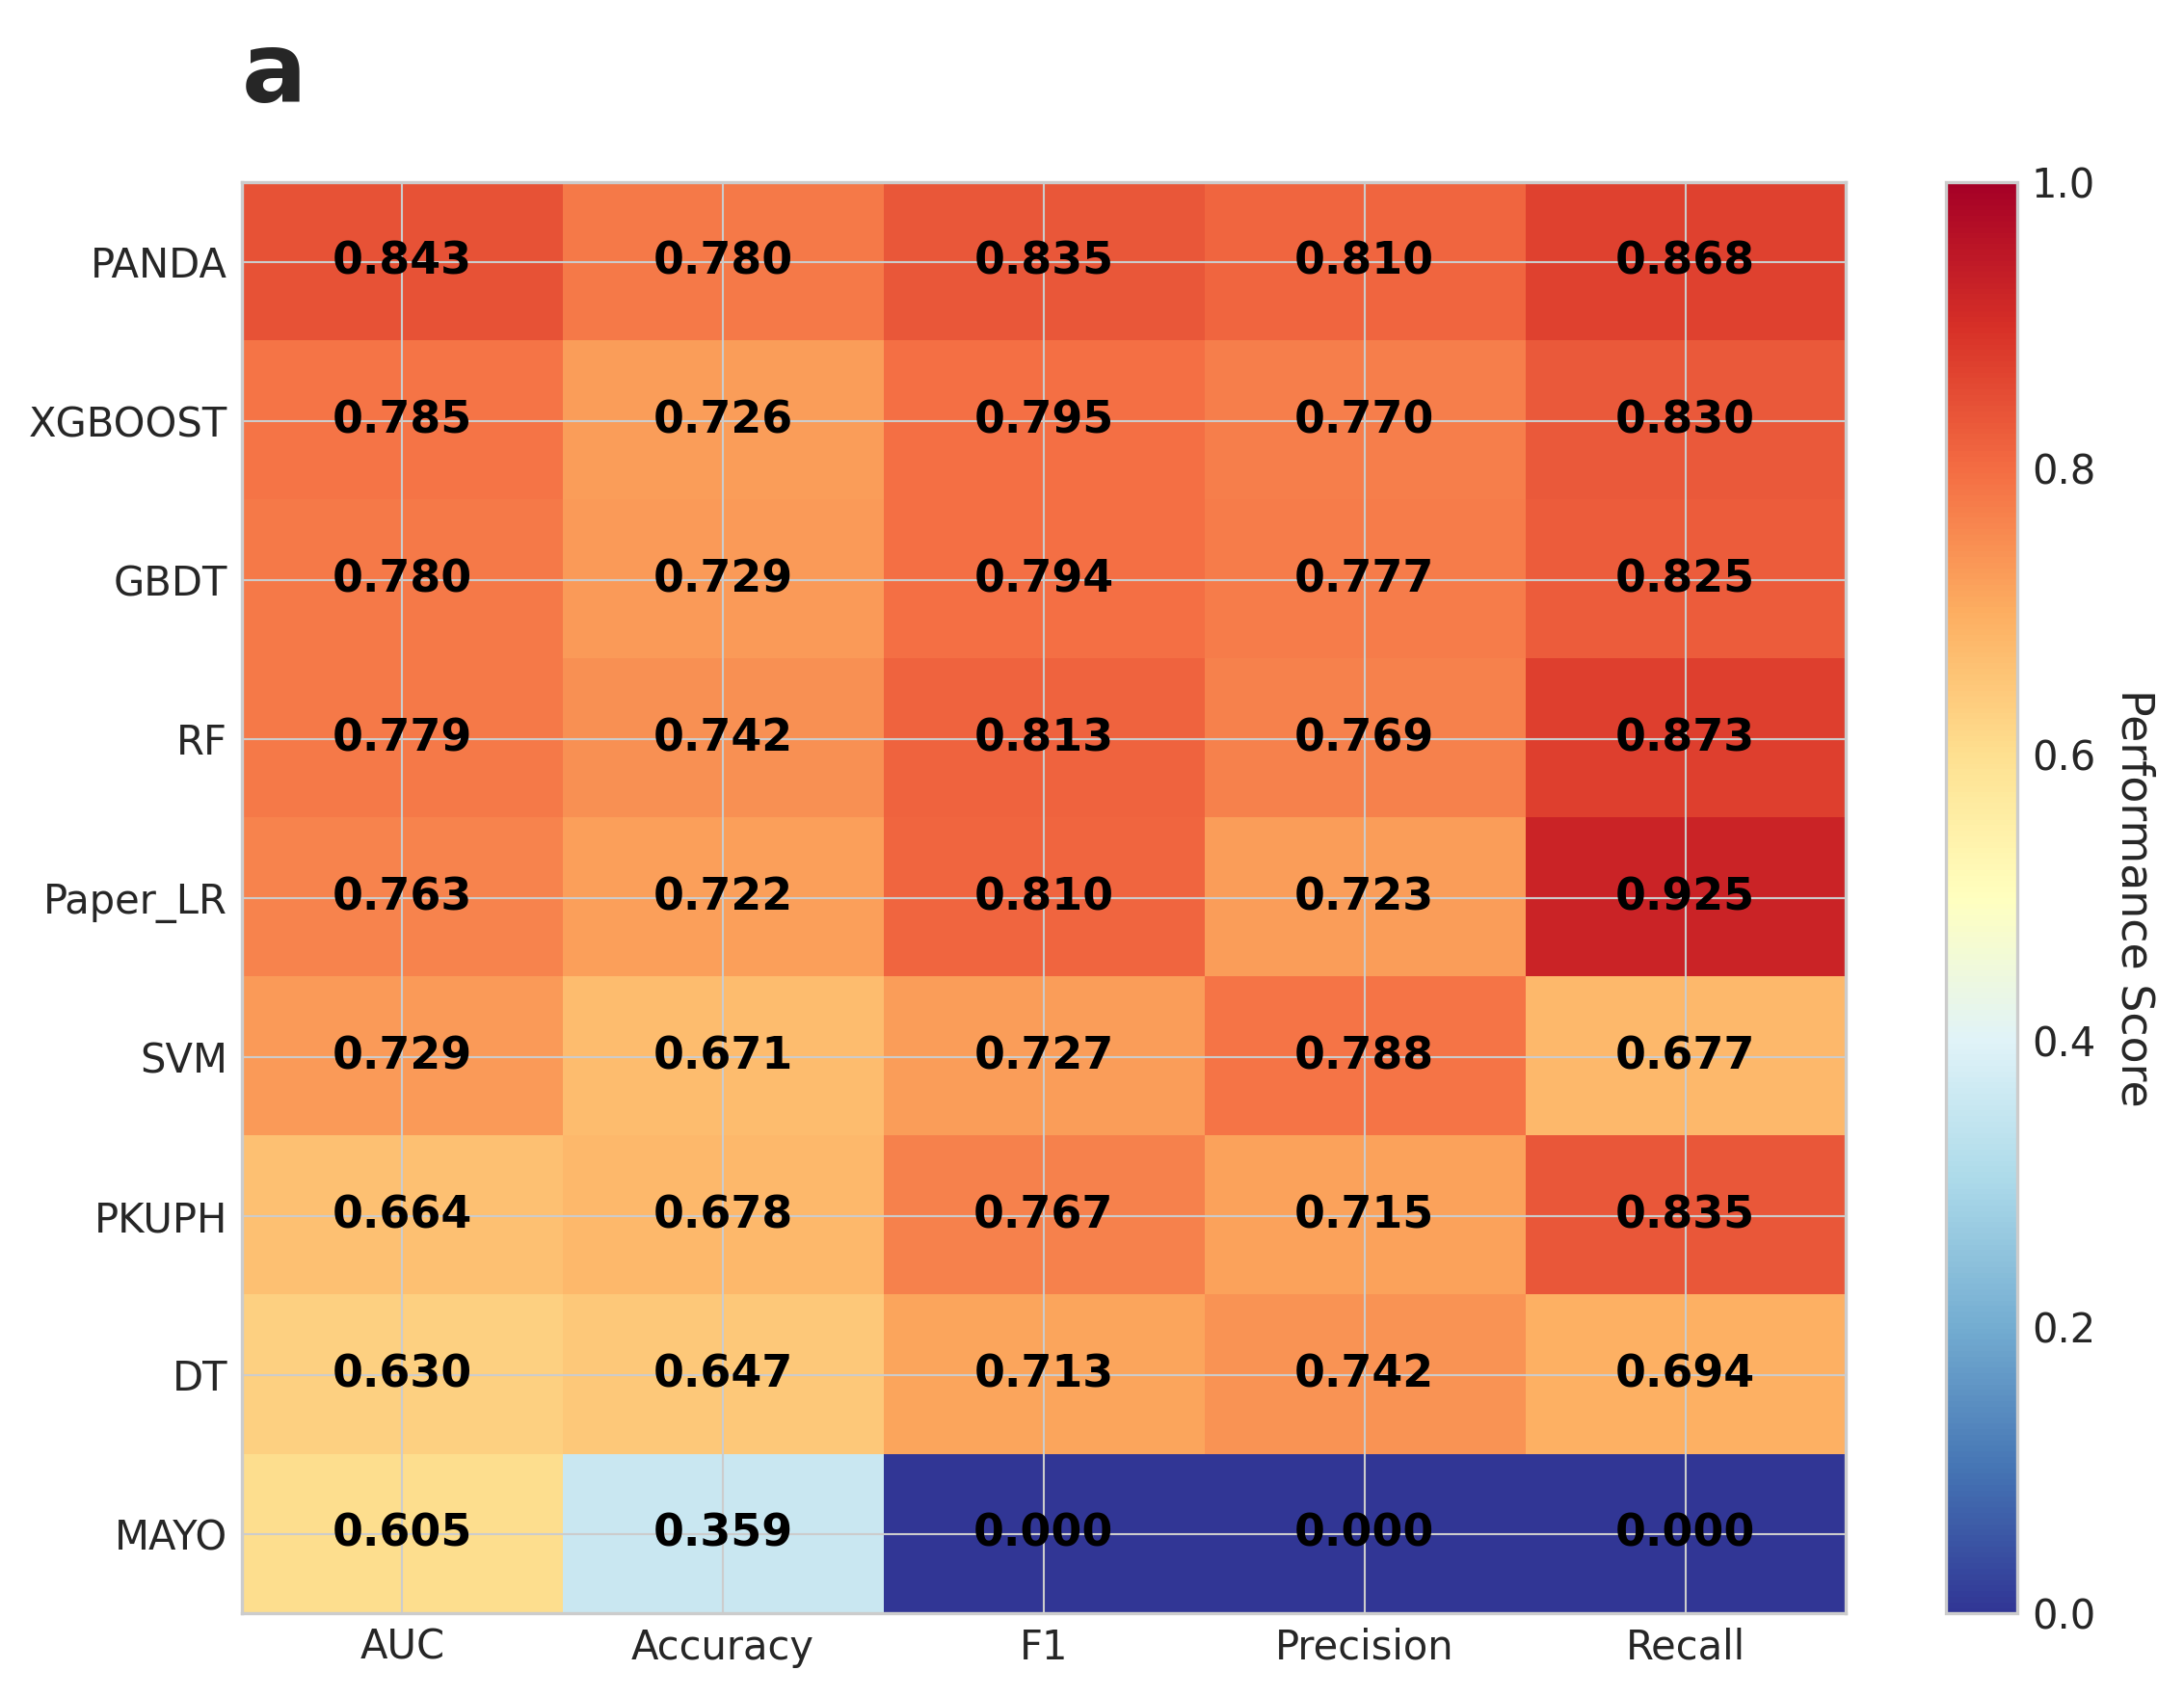 a
PANDA 0.843 0.780 0.835 0.810 0.868
XGBOOST 0.785 0.726 0.795 0.770 0.830
GBDT 0.780 0.729 0.794 0.777 0.825
RF 0.779 0.742 0.813 0.769 0.873
Paper_LR 0.763 0.722 0.810 0.723 0.925
SVM 0.729 0.671 0.727 0.788 0.677
PKUPH 0.664 0.678 0.767 0.715 0.835
DT 0.630 0.647 0.713 0.742 0.694
MAYO 0.605 0.359 0.000 0.000 0.000
AUC Accuracy F1 Precision Recall
1.0
0.8
0.6
0.4
0.2
0.0
Performance Score